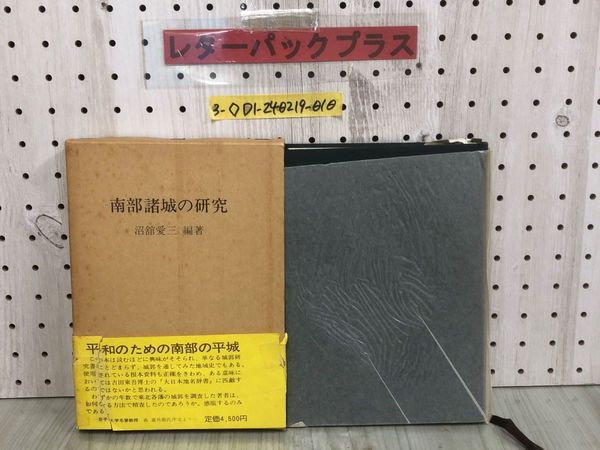 レターパックプラス
3-◇D1-240219-010
南部諸城の研究
沼舘愛三 編著
平和のための南部の平城
本は読むほどに興味がそそられ、単なる城郭研
究書にとどまらず、城郭を通してみた地域史でもある。
使用されている根本資料も正確をきわめ、ある意味に
おいては吉田東吾博士の『大日本地名辞書』に匹敵す
るのではないかと思われる。
わずかの年数で東北各藩の城郭を調査した著者は、
如何なる方法で精査したのであろうか、感服するのみ
である。
大学名誉教授
定価4,500円